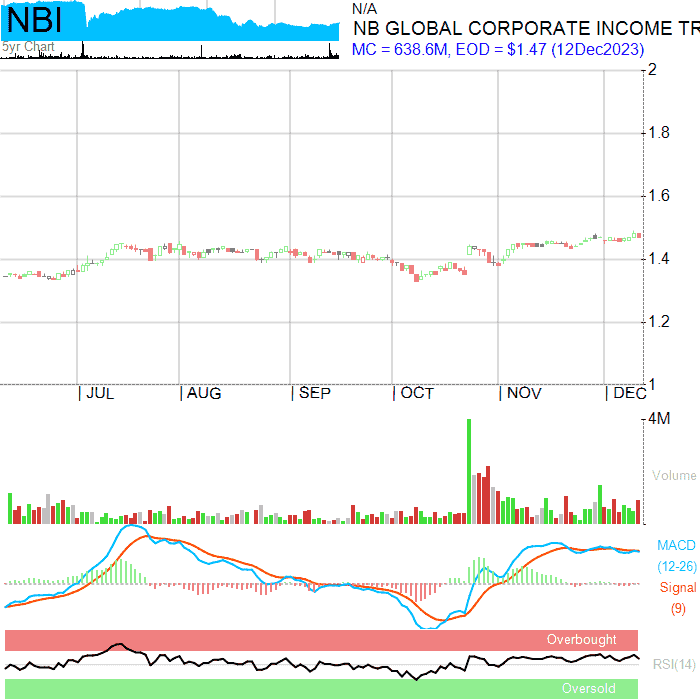 NBI
5yr Chart
N/A
NB GLOBAL CORPORATE INCOME TR
MC = 638.6M, EOD = $1.47 (12Dec2023)
2
1.8
1.6
1.4
1.2
1
| JUL | AUG | SEP | OCT | NOV | DEC
4M
Volume
MACD
(12-26)
Signal
(9)
Overbought
RSI(14)
Oversold